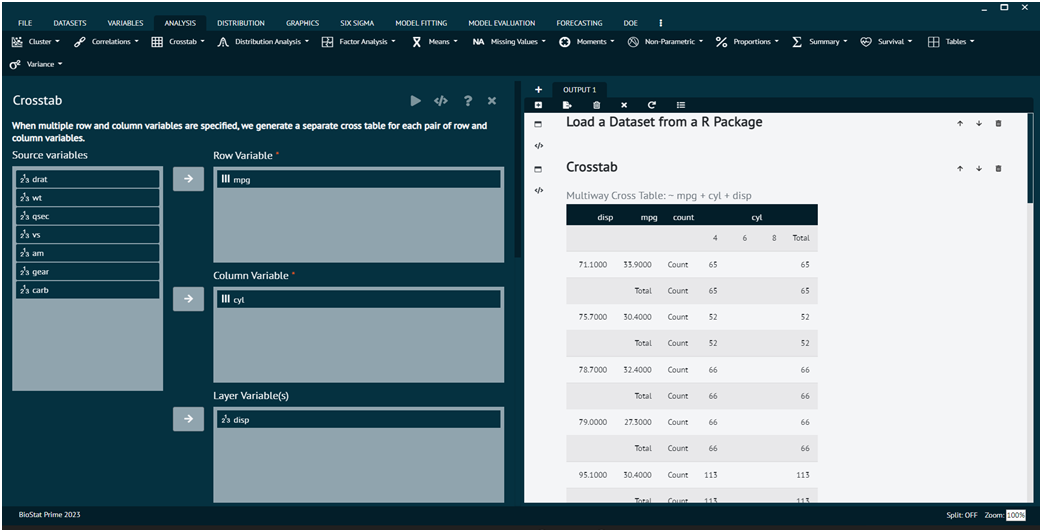 FILE DATASETS VARIABLES ANALYSIS DISTRIBUTION GRAPHICS SIX SIGMA MODEL FITTING MODEL EVALUATION FORECASTING DOE
Cluster Correlations Crosstab Distribution Analysis Factor Analysis Means NA Missing Values Moments Non-Parametric Proportions Summary Survival Tables
Variance
Crosstab
When multiple row and column variables are specified, we generate a separate cross table for each pair of row and
column variables.
Source variables
drat
wt
qsec
vs
am
gear
carb
Row Variable *
mpg
Column Variable *
cyl
Layer Variable(s)
disp
+ OUTPUT 1
Load a Dataset from a R Package
Crosstab
Multiway Cross Table: ~ mpg + cyl + disp
disp mpg count cyl
4 6 8 Total
71.1000 33.9000 Count 65 65
Total Count 65 65
75.7000 30.4000 Count 52 52
Total Count 52 52
78.7000 32.4000 Count 66 66
Total Count 66 66
79.0000 27.3000 Count 66 66
Total Count 66 66
95.1000 30.4000 Count 113 113
Total Count 113 113
BioStat Prime 2023
Split: OFF Zoom: 100%